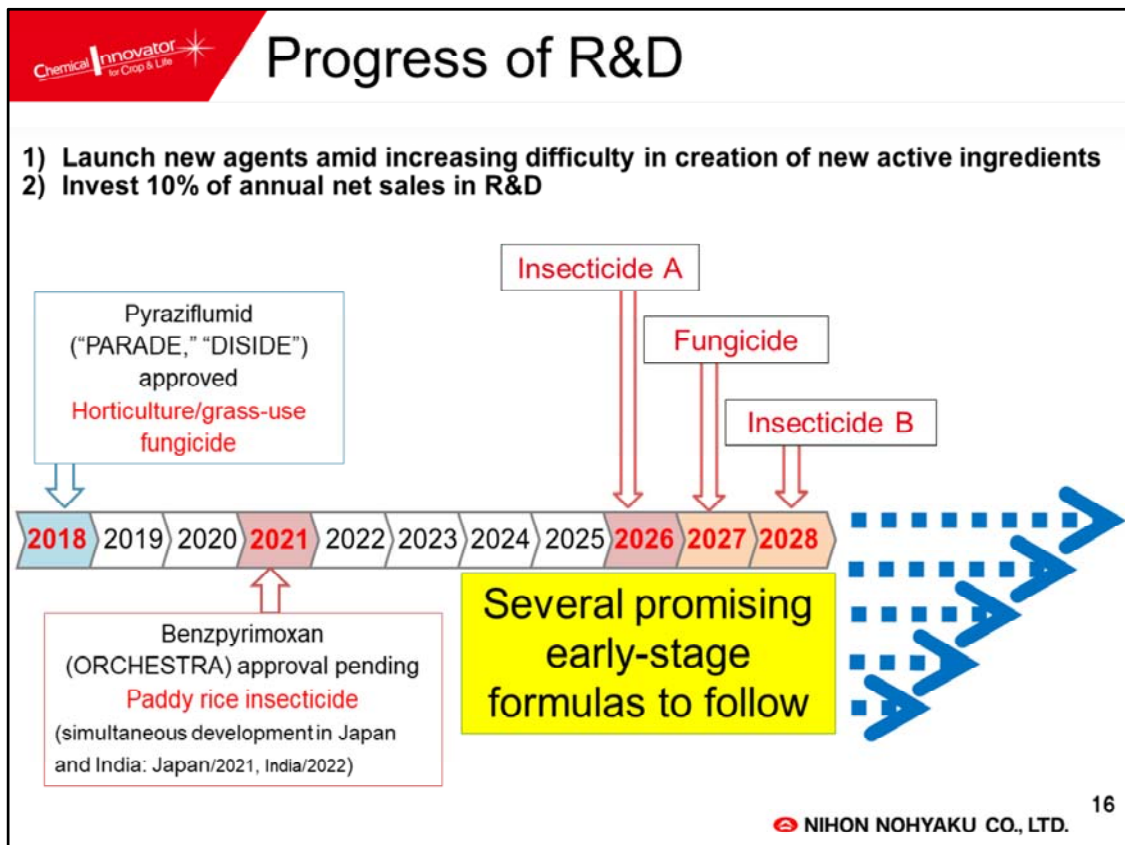 Chemical Innovator
for Crop & Life
Progress of R&D
1) Launch new agents amid increasing difficulty in creation of new active ingredients
2) Invest 10% of annual net sales in R&D
Insecticide A
Pyraziflumid
(“PARADE,” “DISIDE”)
approved
Horticulture/grass-use
fungicide
Fungicide
Insecticide B
2018 2019 2020 2021 2022 2023 2024 2025 2026 2027 2028
Benzpyrimoxan
(ORCHESTRA) approval pending
Paddy rice insecticide
(simultaneous development in Japan
and India: Japan/2021, India/2022)
Several promising
early-stage
formulas to follow
16
NIHON NOHYAKU CO., LTD.